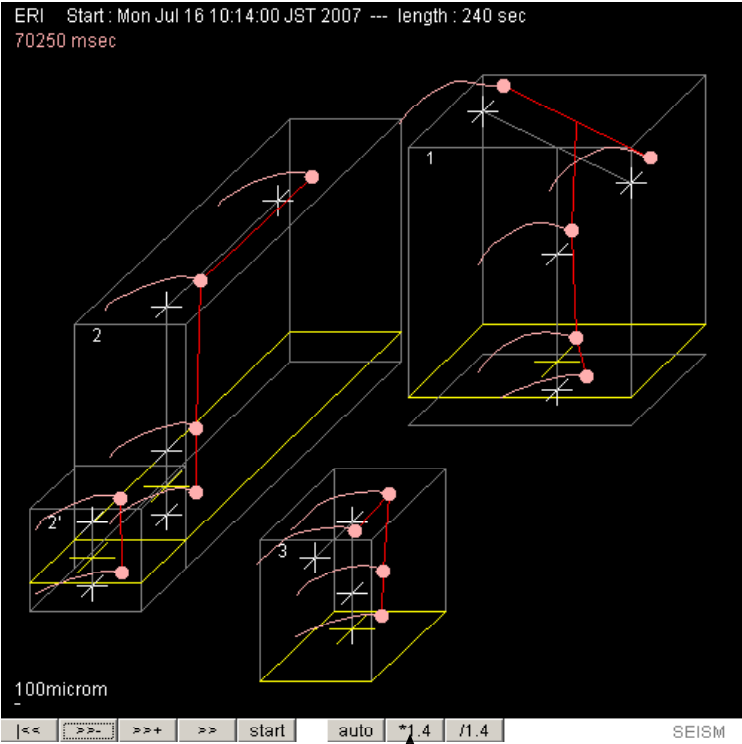 ERI Start : Mon Jul 16 10:14:00 JST 2007 --- length : 240 sec
70250 msec
1
2
2'
3
100microm
|<< >>- >>+ >> start auto *1.4 /1.4 SEISM